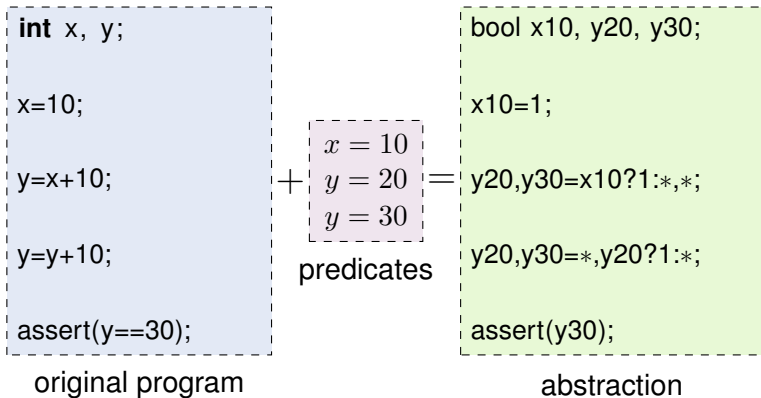 int x, y;
x=10;
y=x+10;
y=y+10;
assert(y==30);
original program
+
x = 10
y = 20
y = 30
predicates
=
bool x10, y20, y30;
x10=1;
y20,y30=x10?1:*,*;
y20,y30=*,y20?1:*;
assert(y30);
abstraction